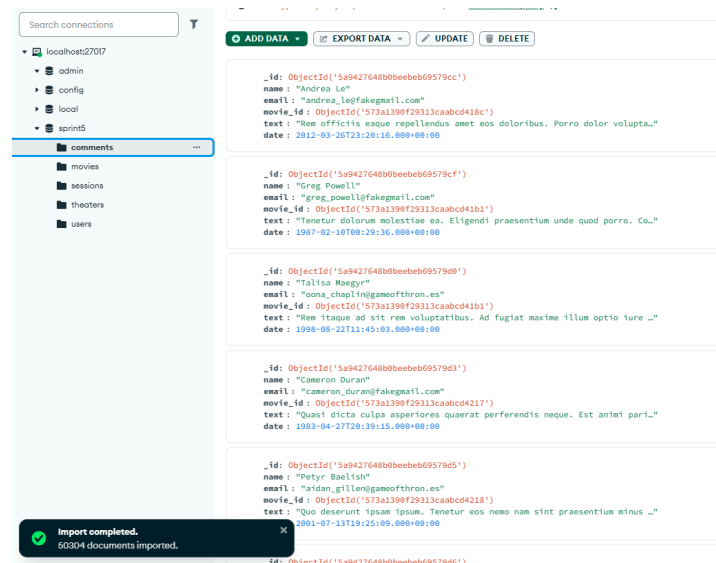 Search connections
localhost:27017
admin
config
local
sprint5
comments
movies
sessions
theaters
users
ADD DATA
EXPORT DATA
UPDATE
DELETE
_id: ObjectId('5a9427648b0beebeb69579cc')
name : "Andrea Le"
email : "andrea_le@fakegmail.com"
movie_id : ObjectId('573a1390f29313caabcd418c')
text : "Rem officiis eaque repellendus amet eos doloribus. Porro dolor volupta…"
date : 2012-03-26T23:20:16.000+00:00
_id: ObjectId('5a9427648b0beebeb69579cf')
name : "Greg Powell"
email : "greg_powell@fakegmail.com"
movie_id : ObjectId('573a1390f29313caabcd41b1')
text : "Tenetur dolorum molestiae ea. Eligendi praesentium unde quod porro. Co…"
date : 1987-02-10T00:29:36.000+00:00
_id: ObjectId('5a9427648b0beebeb69579d0')
name : "Talisa Maegyr"
email : "oona_chaplin@gameofthron.es"
movie_id : ObjectId('573a1390f29313caabcd41b1')
text : "Rem itaque ad sit rem voluptatibus. Ad fugiat maxime illum optio iure …"
date : 1998-08-22T11:45:03.000+00:00
_id: ObjectId('5a9427648b0beebeb69579d3')
name : "Cameron Duran"
email : "cameron_duran@fakegmail.com"
movie_id : ObjectId('573a1390f29313caabcd4217')
text : "Quasi dicta culpa asperiores quaerat perferendis neque. Est animi pari…"
date : 1983-04-27T20:39:15.000+00:00
_id: ObjectId('5a9427648b0beebeb69579d5')
name : "Petyr Baelish"
email : "aidan_gillen@gameofthron.es"
movie_id : ObjectId('573a1390f29313caabcd4218')
text : "Quo deserunt ipsam ipsum. Tenetur eos nemo nam sint praesentium minus …"
2001-07-13T19:25:09.000+00:00
Import completed.
50304 documents imported.
_id: ObjectId('5a9427648b0beebeb69579d6')